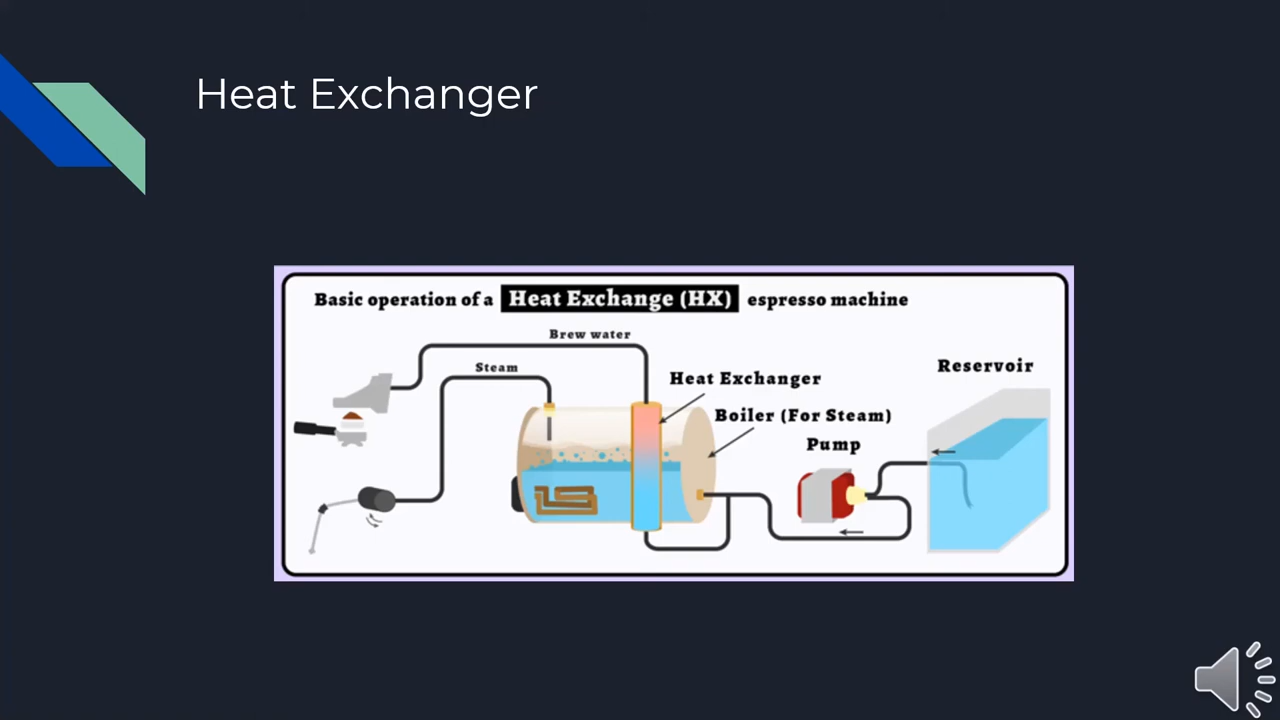 Heat Exchanger
Basic operation of a Heat Exchange (HX) espresso machine
Brew water
Steam
Heat Exchanger
Reservoir
Boiler (For Steam)
Pump